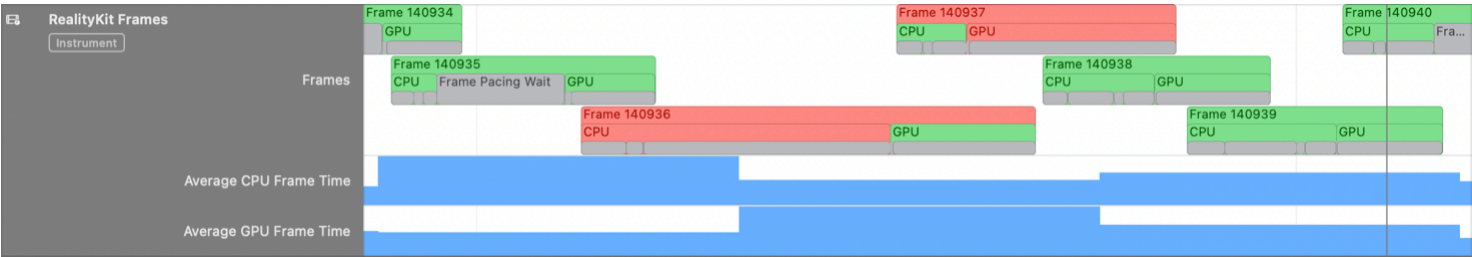 RealityKit Frames
Instrument
Frames
Frame 140934
GPU
Frame 140937
CPU GPU
Frame 140940
CPU Fra...
Frame 140935
CPU Frame Pacing Wait GPU
Frame 140938
CPU GPU
Frame 140936
CPU GPU
Frame 140939
CPU GPU
Average CPU Frame Time
Average GPU Frame Time